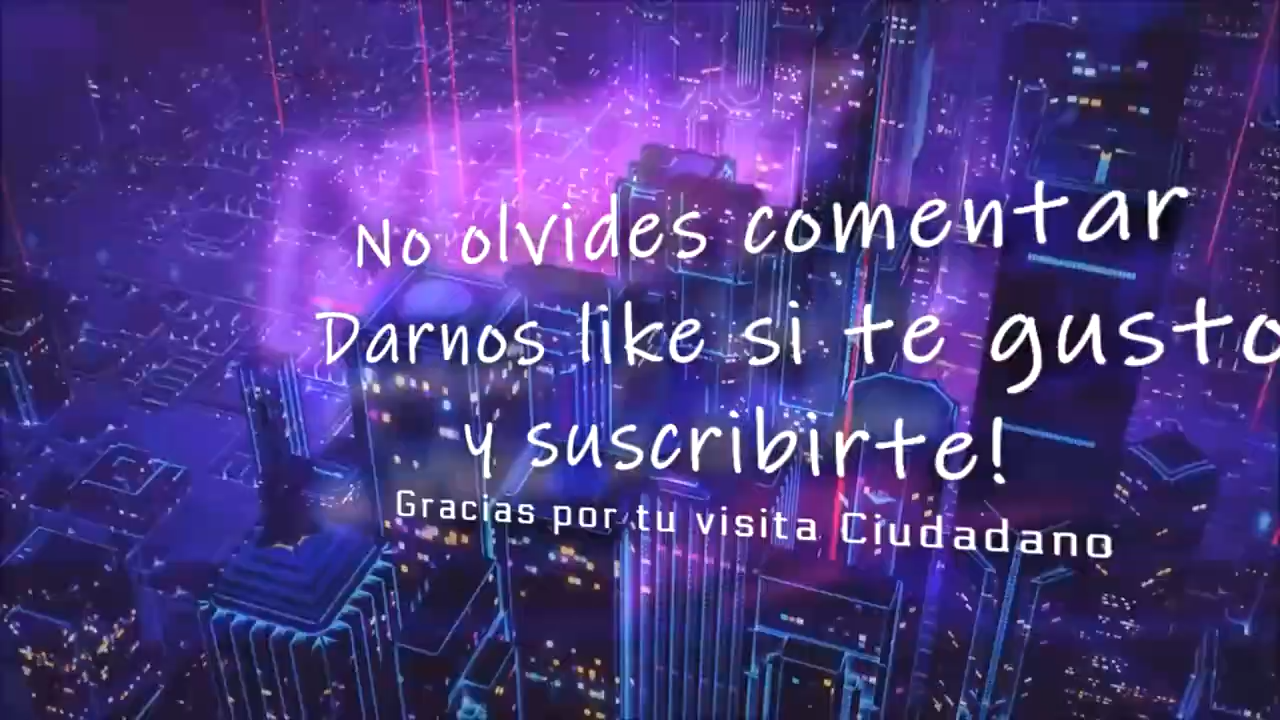 No olvides comentar
Darnos like si te gusto
y suscribirte!
Gracias por tu visita Ciudadano